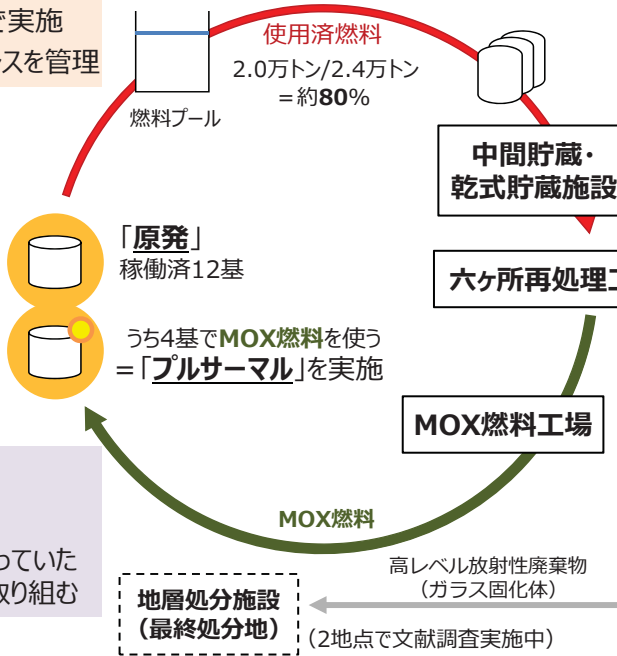 で実施
スを管理
使用済燃料
2.0万トン/2.4万トン
＝約80%
燃料プール
中間貯蔵・
乾式貯蔵施設
「原発」
稼働済12基
六ヶ所再処理工
うち4基でMOX燃料を使う
＝「プルサーマル」を実施
MOX燃料工場
MOX燃料
っていた
取り組む
高レベル放射性廃棄物
（ガラス固化体）
地層処分施設
（最終処分地）
（2地点で文献調査実施中）